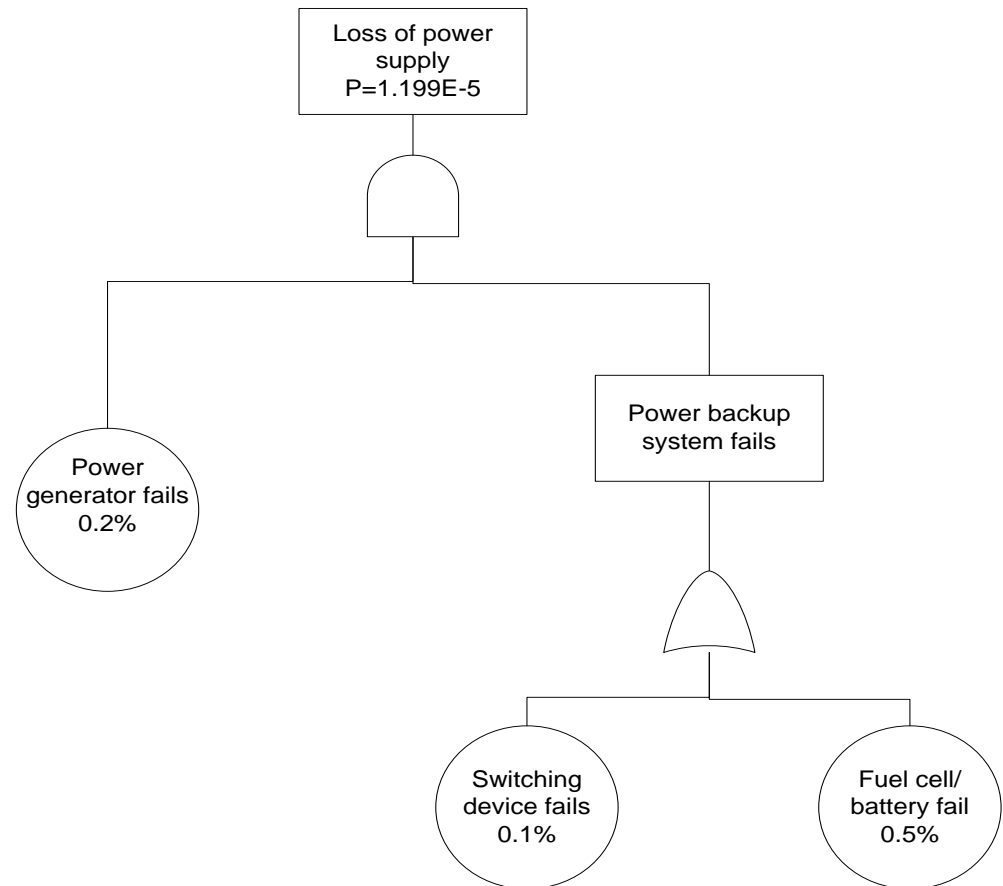 Loss of power
supply
P=1.199E-5
Power backup
system fails
Power
generator fails
0.2%
Switching
device fails
0.1%
Fuel cell/
battery fail
0.5%